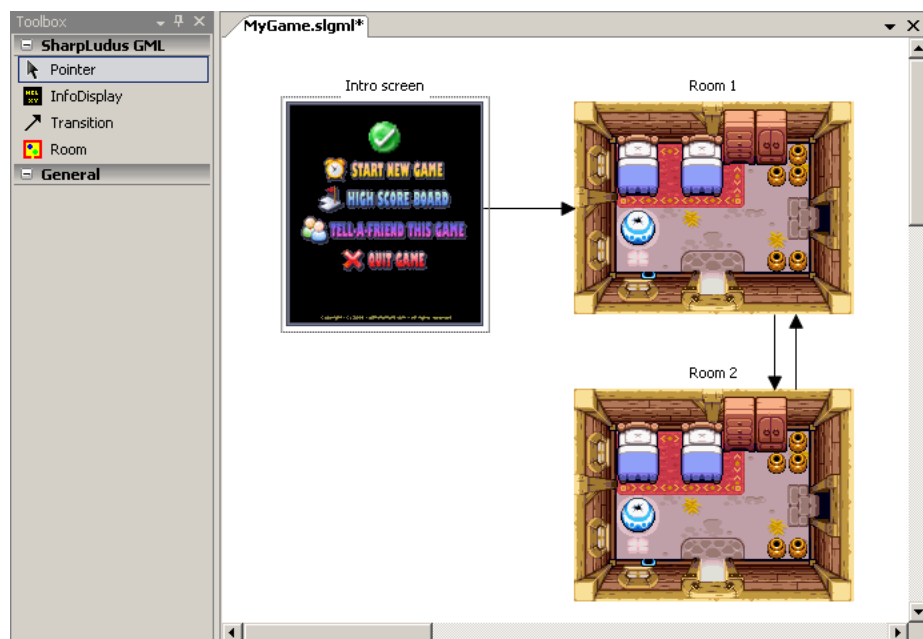 Toolbox
SharpLudus GML
Pointer
InfoDisplay
Transition
Room
General
MyGame.slgml*
Intro screen
START NEW GAME
HIGH SCORE BOARD
TELL-A-FRIEND THIS GAME
QUIT GAME
Room 1
Room 2